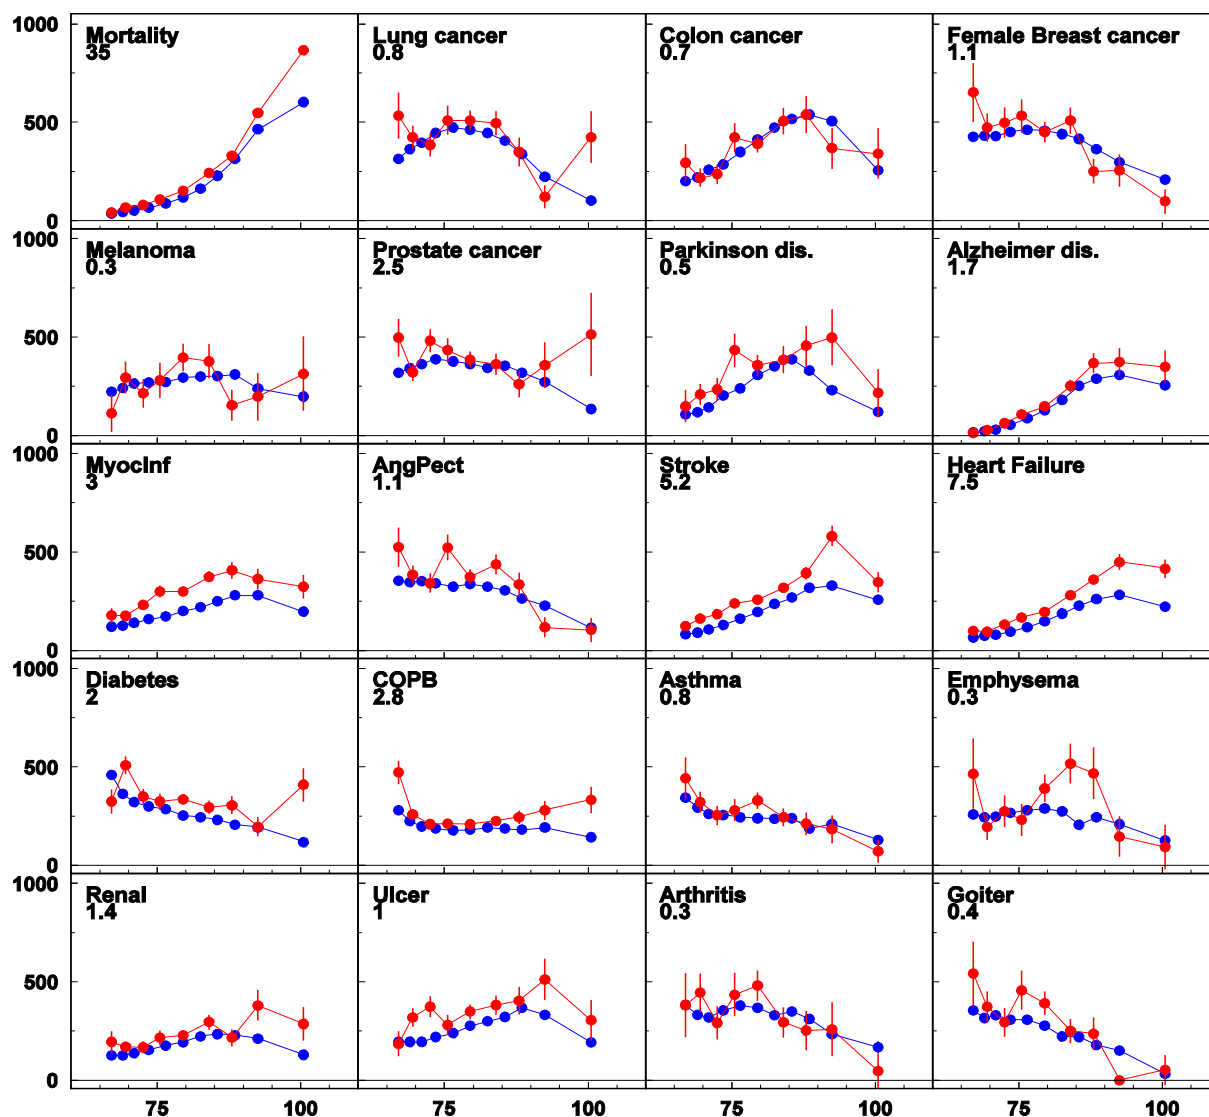 1000 Mortality Lung cancer Colon cancer Female Breast cancer
35 0.8 0.7 1.1
500
0
1000 Melanoma Prostate cancer Parkinson dis. Alzheimer dis.
0.3 2.5 0.5 1.7
500
0
1000 MyocInf AngPect Stroke Heart Failure
3 1.1 5.2 7.5
500
0
1000 Diabetes COPB Asthma Emphysema
2 2.8 0.8 0.3
500
0
1000 Renal Ulcer Arthritis Goiter
1.4 1 0.3 0.4
500
0
75 100 75 100 75 100 75 100